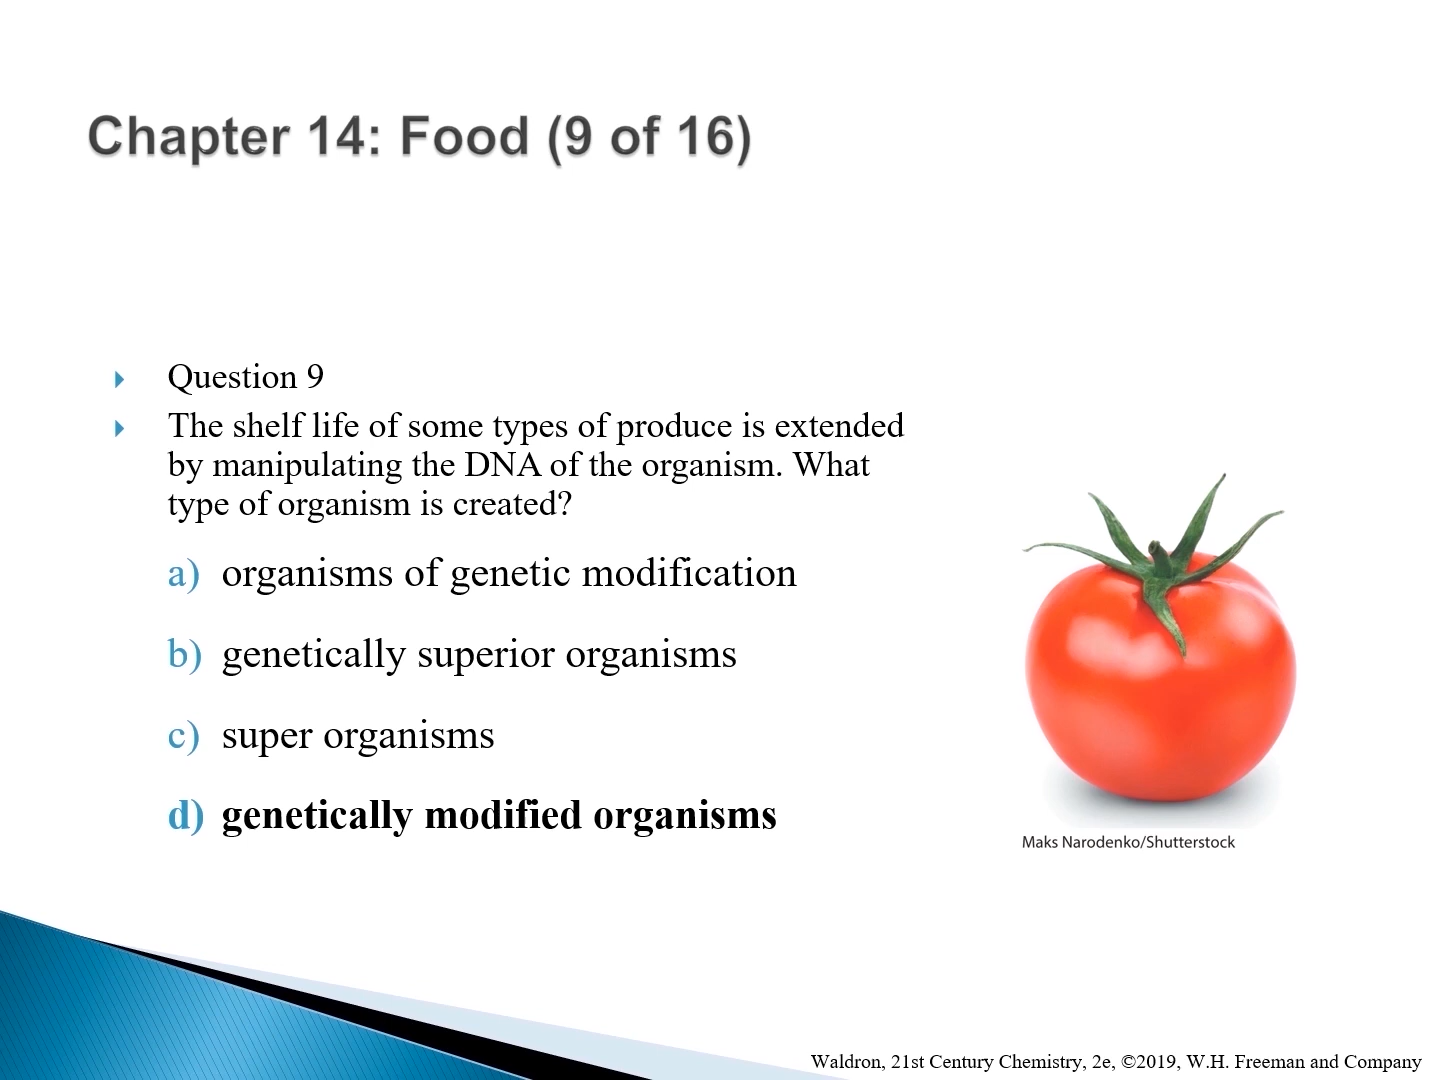 Chapter 14: Food (9 of 16)
Question 9
The shelf life of some types of produce is extended
by manipulating the DNA of the organism. What
type of organism is created?
a) organisms of genetic modification
b) genetically superior organisms
c) super organisms
d) genetically modified organisms
Maks Narodenko/Shutterstock
Waldron, 21st Century Chemistry, 2e, ©2019, W.H. Freeman and Company